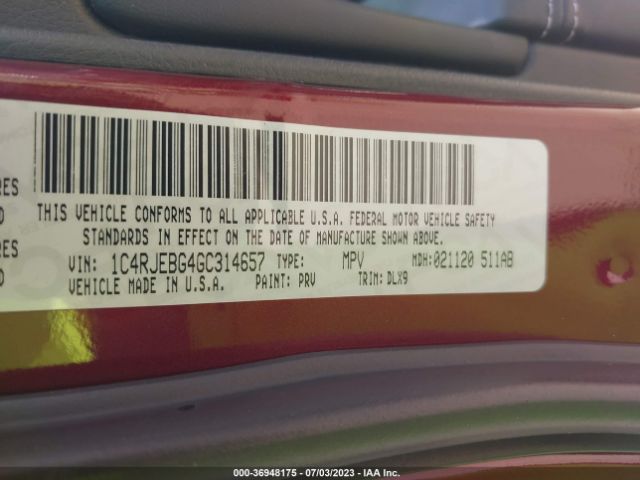 RES
THIS VEHICLE CONFORMS TO ALL APPLICABLE U.S.A. FEDERAL MOTOR VEHICLE SAFETY
STANDARDS IN EFFECT ON THE DATE OF MANUFACTURE SHOWN ABOVE.
RES
VIN: 1C4RJEBG4GC314657 TYPE: MPV MDH:021120 511AB
VEHICLE MADE IN U.S.A. PAINT: PRV TRIM: DLX9
000-36948175 - 07/03/2023 - IAA Inc.